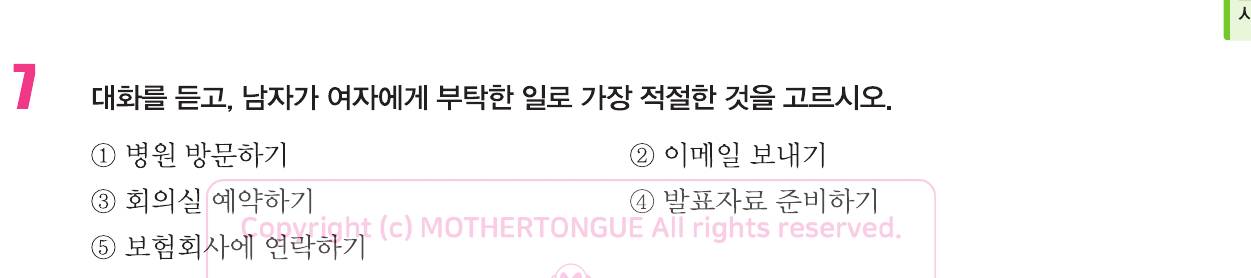 7 대화를 듣고, 남자가 여자에게 부탁한 일로 가장 적절한 것을 고르시오.
① 병원 방문하기 ② 이메일 보내기
③ 회의실 예약하기 ④ 발표자료 준비하기
Copyright (c) MOTHERTONGUE All rights reserved.
⑤ 보험회사에 연락하기